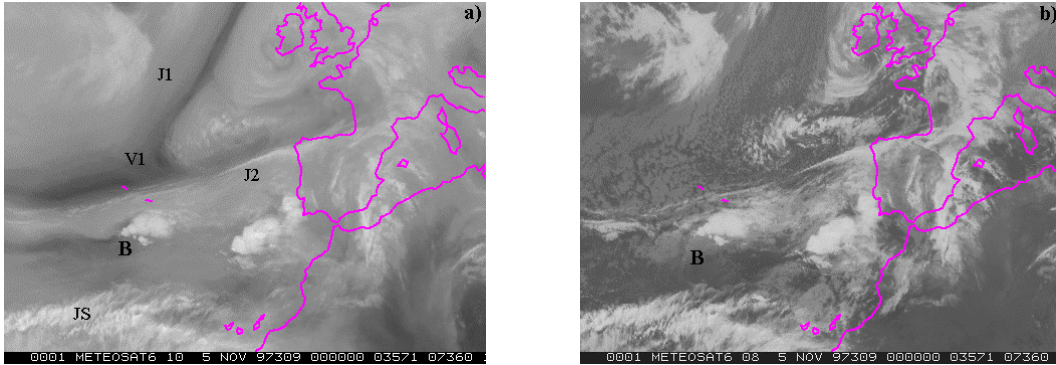 a)
J1
V1
J2
B
JS
0001 METEOSAT6 10 5 NOV 97309 000000 03571 07360
b)
B
0001 METEOSAT6 08 5 NOV 97309 000000 03571 07360